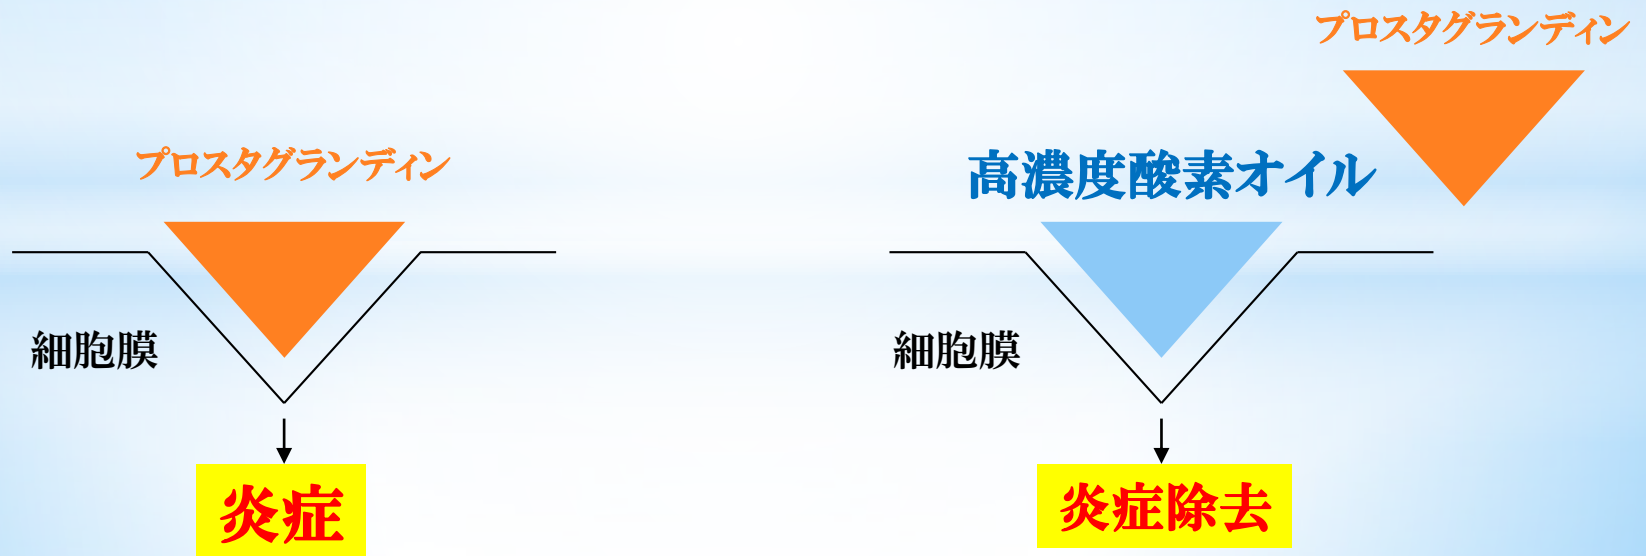 プロスタグランディン
細胞膜
炎症
プロスタグランディン
高濃度酸素オイル
細胞膜
炎症除去